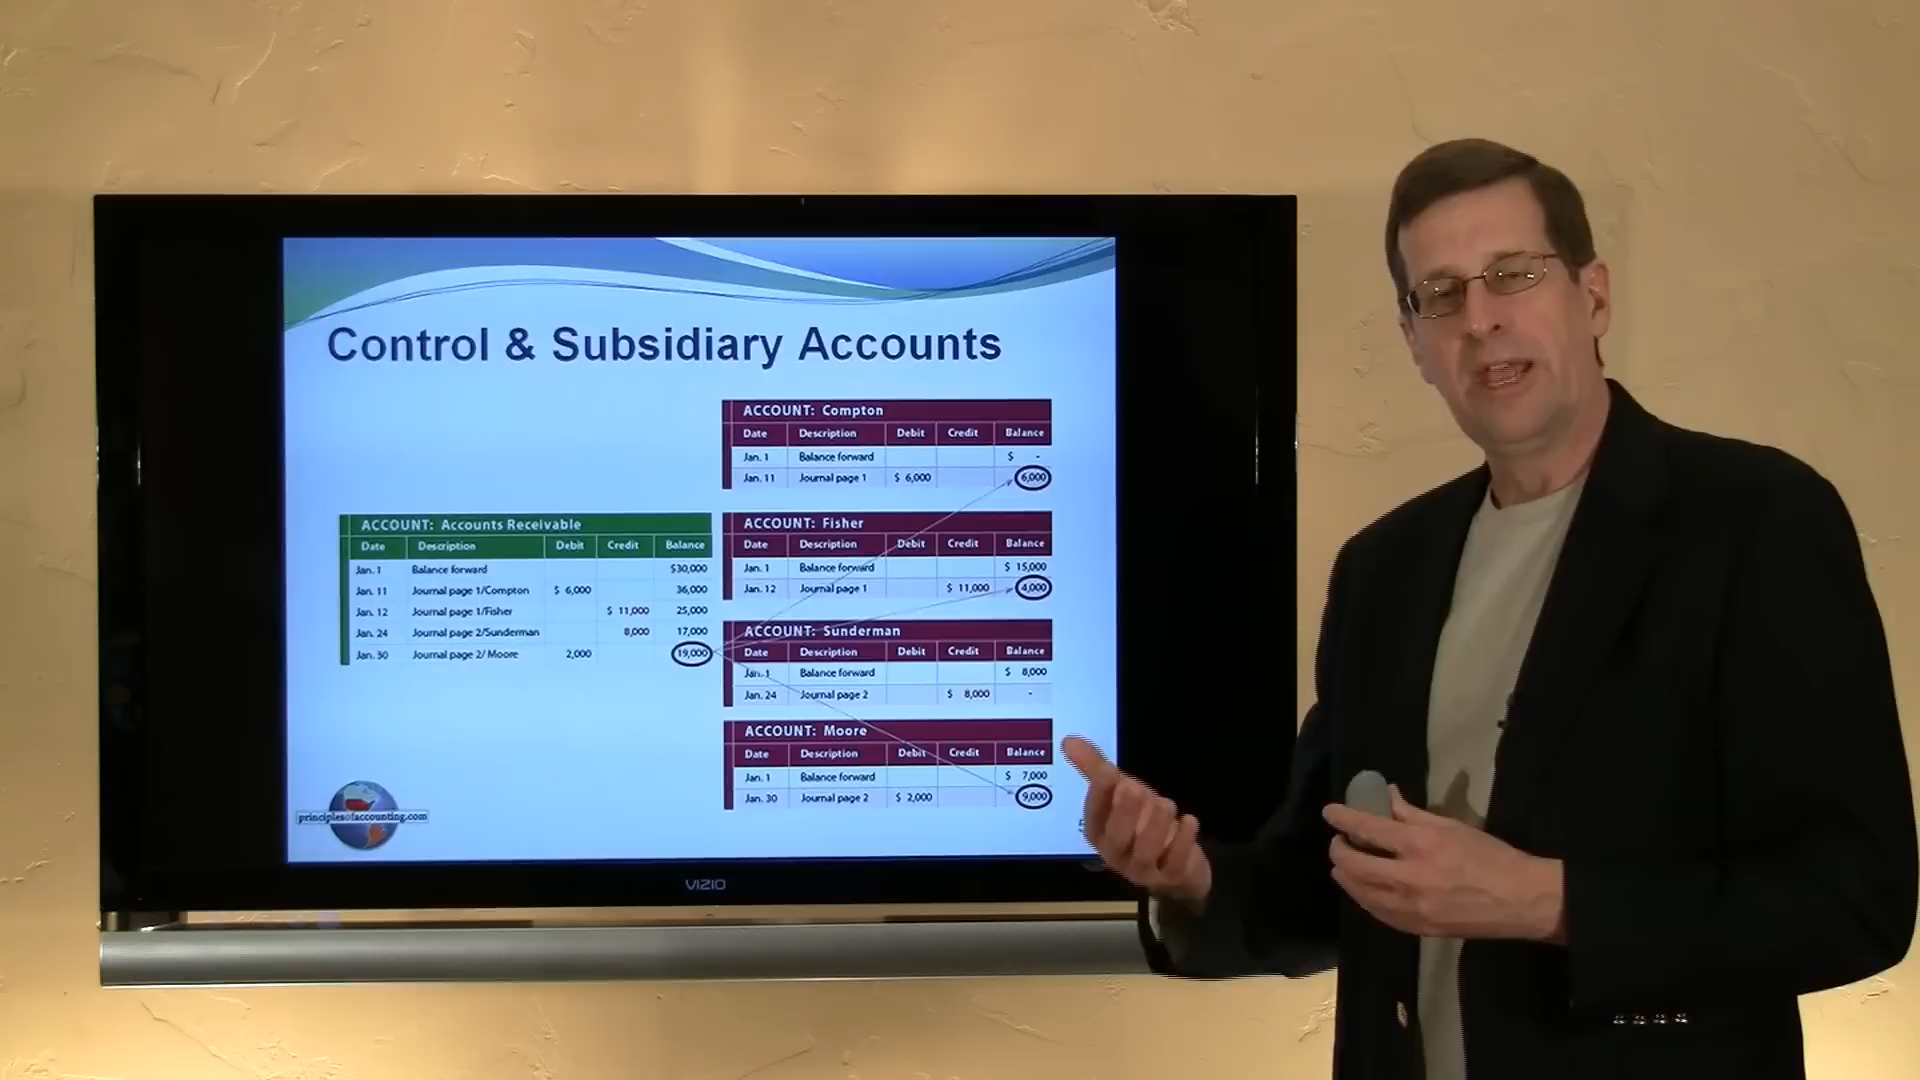 Control & Subsidiary Accounts
ACCOUNT: Accounts Receivable
Date Description Debit Credit Balance
Jan. 1 Balance forward $30,000
Jan. 11 Journal page 1/Compton $ 6,000 36,000
Jan. 12 Journal page 1/Fisher $ 11,000 25,000
Jan. 24 Journal page 2/Sunderman 8,000 17,000
Jan. 30 Journal page 2/ Moore 2,000 19,000
ACCOUNT: Compton
Date Description Debit Credit Balance
Jan. 1 Balance forward $ -
Jan. 11 Journal page 1 $ 6,000 6,000
ACCOUNT: Fisher
Date Description Debit Credit Balance
Jan. 1 Balance forward $ 15,000
Jan. 12 Journal page 1 $ 11,000 4,000
ACCOUNT: Sunderman
Date Description Debit Credit Balance
Jan. 1 Balance forward $ 8,000
Jan. 24 Journal page 2 $ 8,000 -
ACCOUNT: Moore
Date Description Debit Credit Balance
Jan. 1 Balance forward $ 7,000
Jan. 30 Journal page 2 $ 2,000 9,000
principlesofaccounting.com
VIZIO